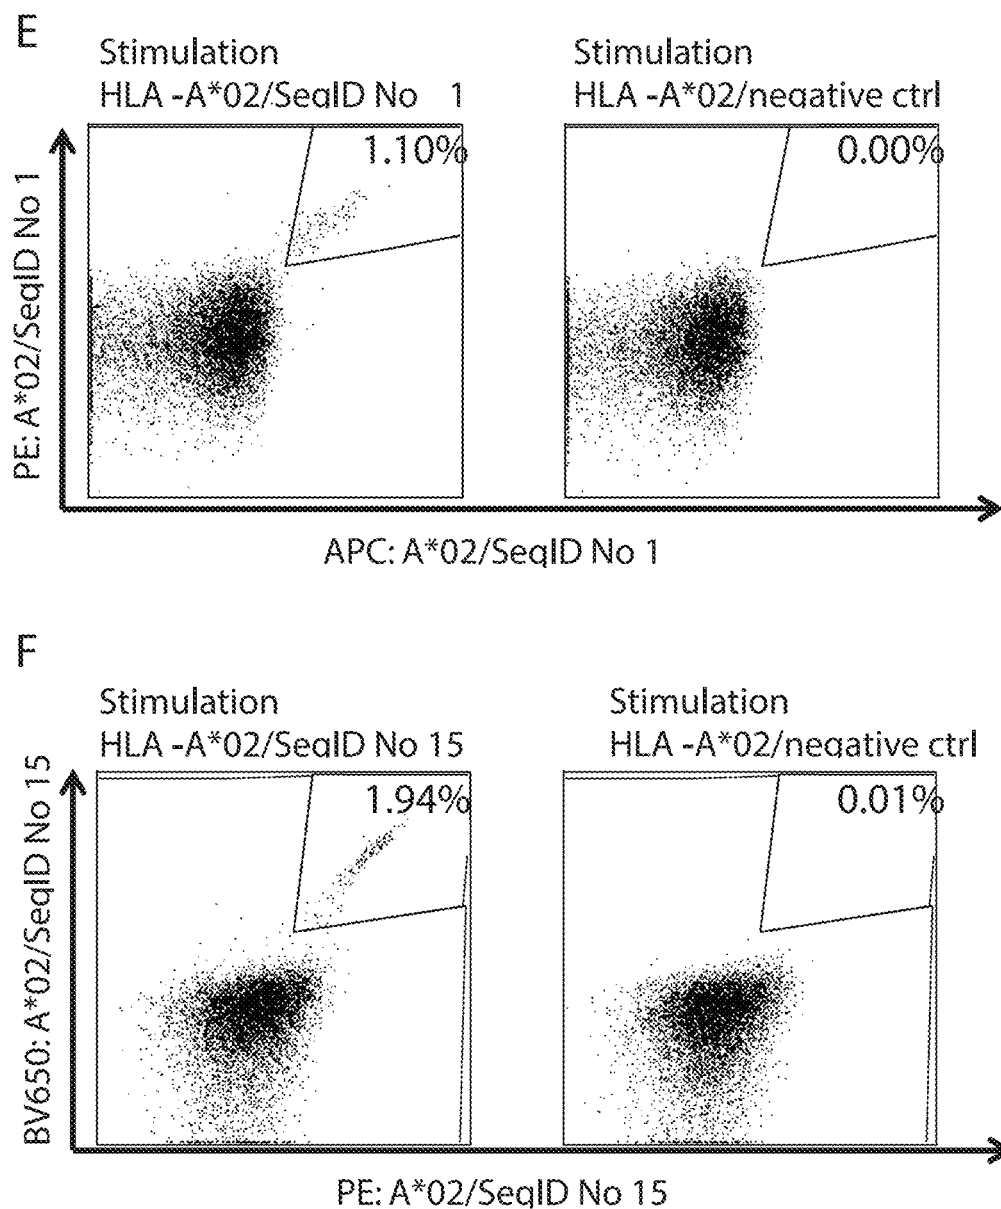 E
Stimulation
HLA -A*02/SeqID No 1
Stimulation
HLA -A*02/negative ctrl
1.10%
0.00%
PE: A*02/SeqID No 1
APC: A*02/SeqID No 1
F
Stimulation
HLA -A*02/SeqID No 15
Stimulation
HLA -A*02/negative ctrl
1.94%
0.01%
BV650: A*02/SeqID No 15
PE: A*02/SeqID No 15